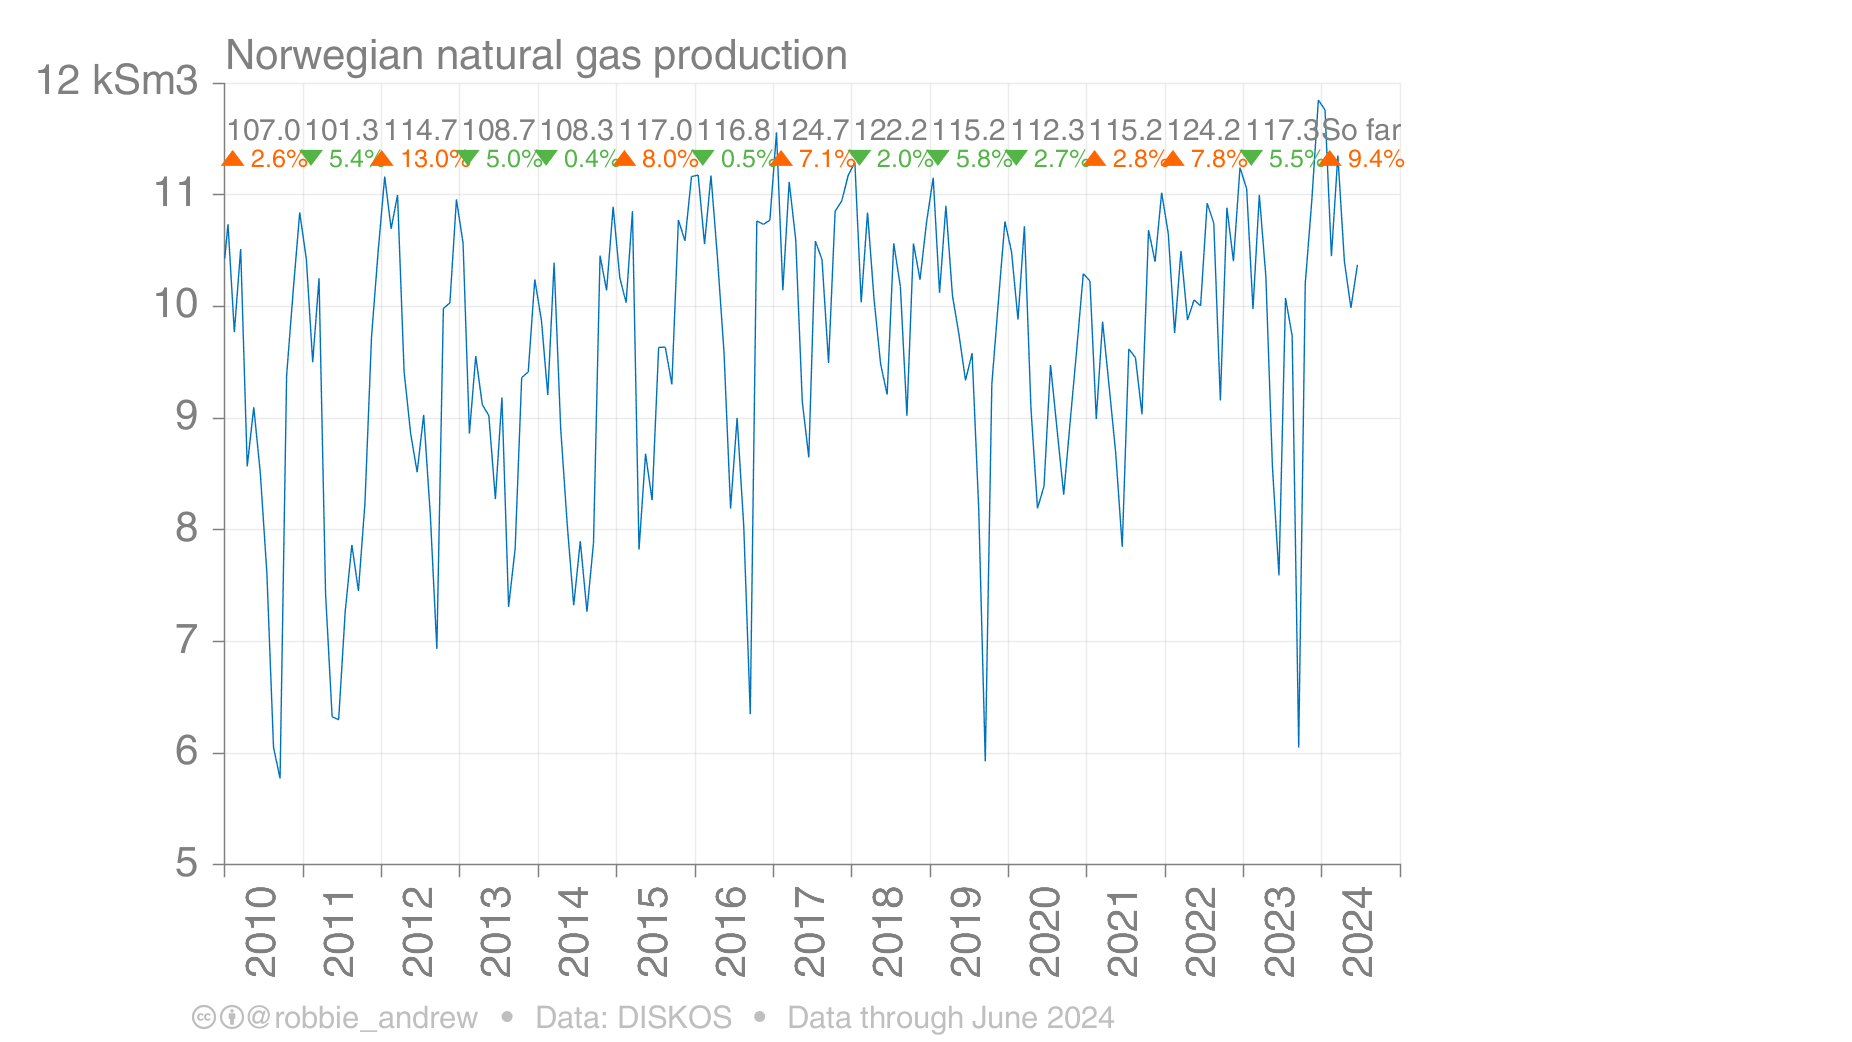 Norwegian natural gas production
12 kSm3
107.0 101.3 114.7 108.7 108.3 117.0 116.8 124.7 122.2 115.2 112.3 115.2 124.2 117.3 So far
▲ 2.6% ▼ 5.4% ▲ 13.0% ▼ 5.0% ▼ 0.4% ▲ 8.0% ▼ 0.5% ▲ 7.1% ▼ 2.0% ▼ 5.8% ▼ 2.7% ▲ 2.8% ▲ 7.8% ▼ 5.5% ▲ 9.4%
11
10
9
8
7
6
5
2010 2011 2012 2013 2014 2015 2016 2017 2018 2019 2020 2021 2022 2023 2024
cc @robbie_andrew • Data: DISKOS • Data through June 2024